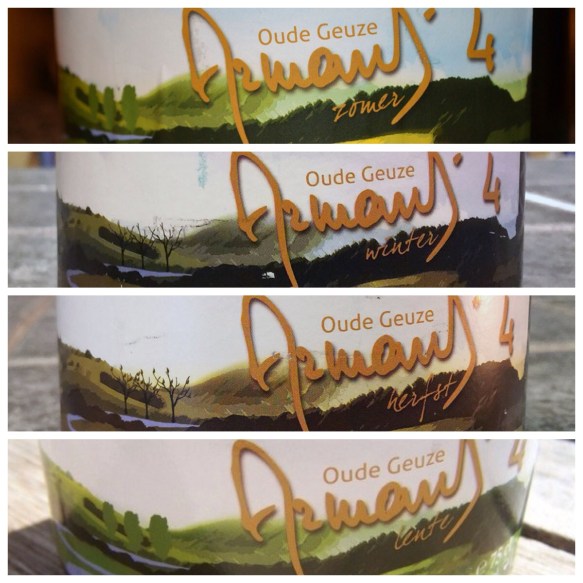 Oude Geuze
Armand'4
zomer
Oude Geuze
Armand'4
winter
Oude Geuze
Armand'4
herfst
Oude Geuze
Armand'4
lente